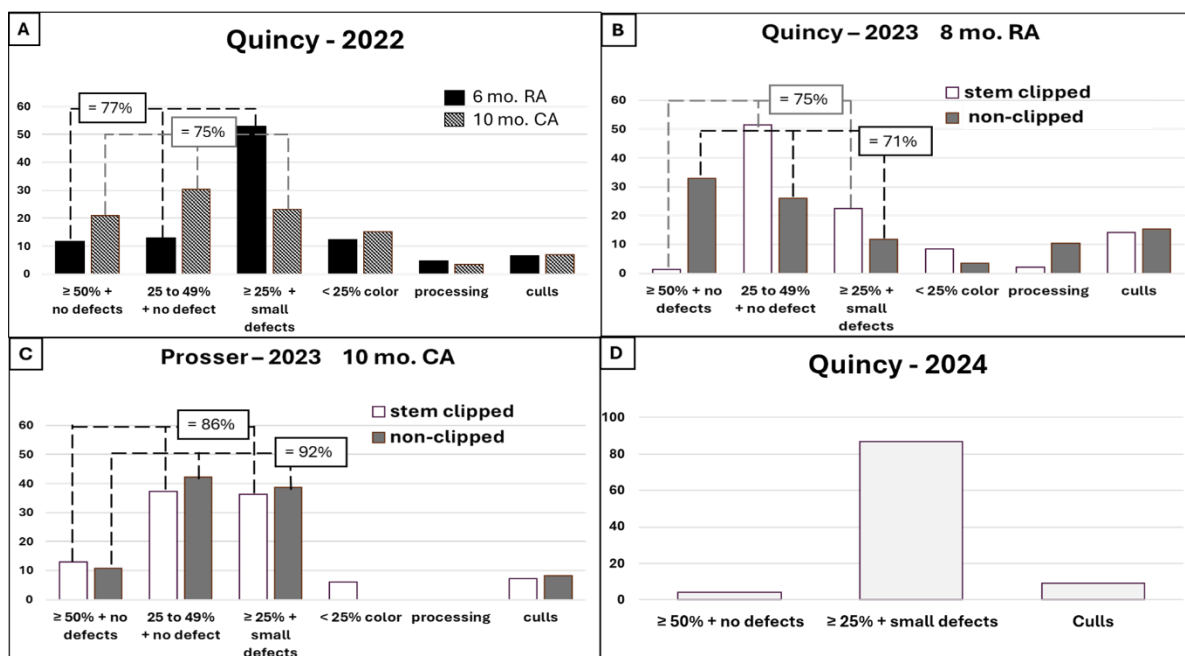 A
Quincy - 2022
6 mo. RA
10 mo. CA
= 77%
= 75%
60
50
40
30
20
10
0
≥ 50% +
no defects
25 to 49%
+ no defect
≥ 25% +
small
defects
< 25% color
processing
culls
B
Quincy – 2023 8 mo. RA
stem clipped
non-clipped
= 75%
= 71%
60
50
40
30
20
10
0
≥ 50% + no
defects
25 to 49%
+ no defect
≥ 25% +
small
defects
< 25% color
processing
culls
C
Prosser – 2023 10 mo. CA
stem clipped
non-clipped
= 86%
= 92%
60
50
40
30
20
10
0
≥ 50% + no
defects
25 to 49%
+ no defect
≥ 25% +
small
defects
< 25% color
processing
culls
D
Quincy - 2024
100
80
60
40
20
0
≥ 50% + no defects
≥ 25% + small defects
Culls